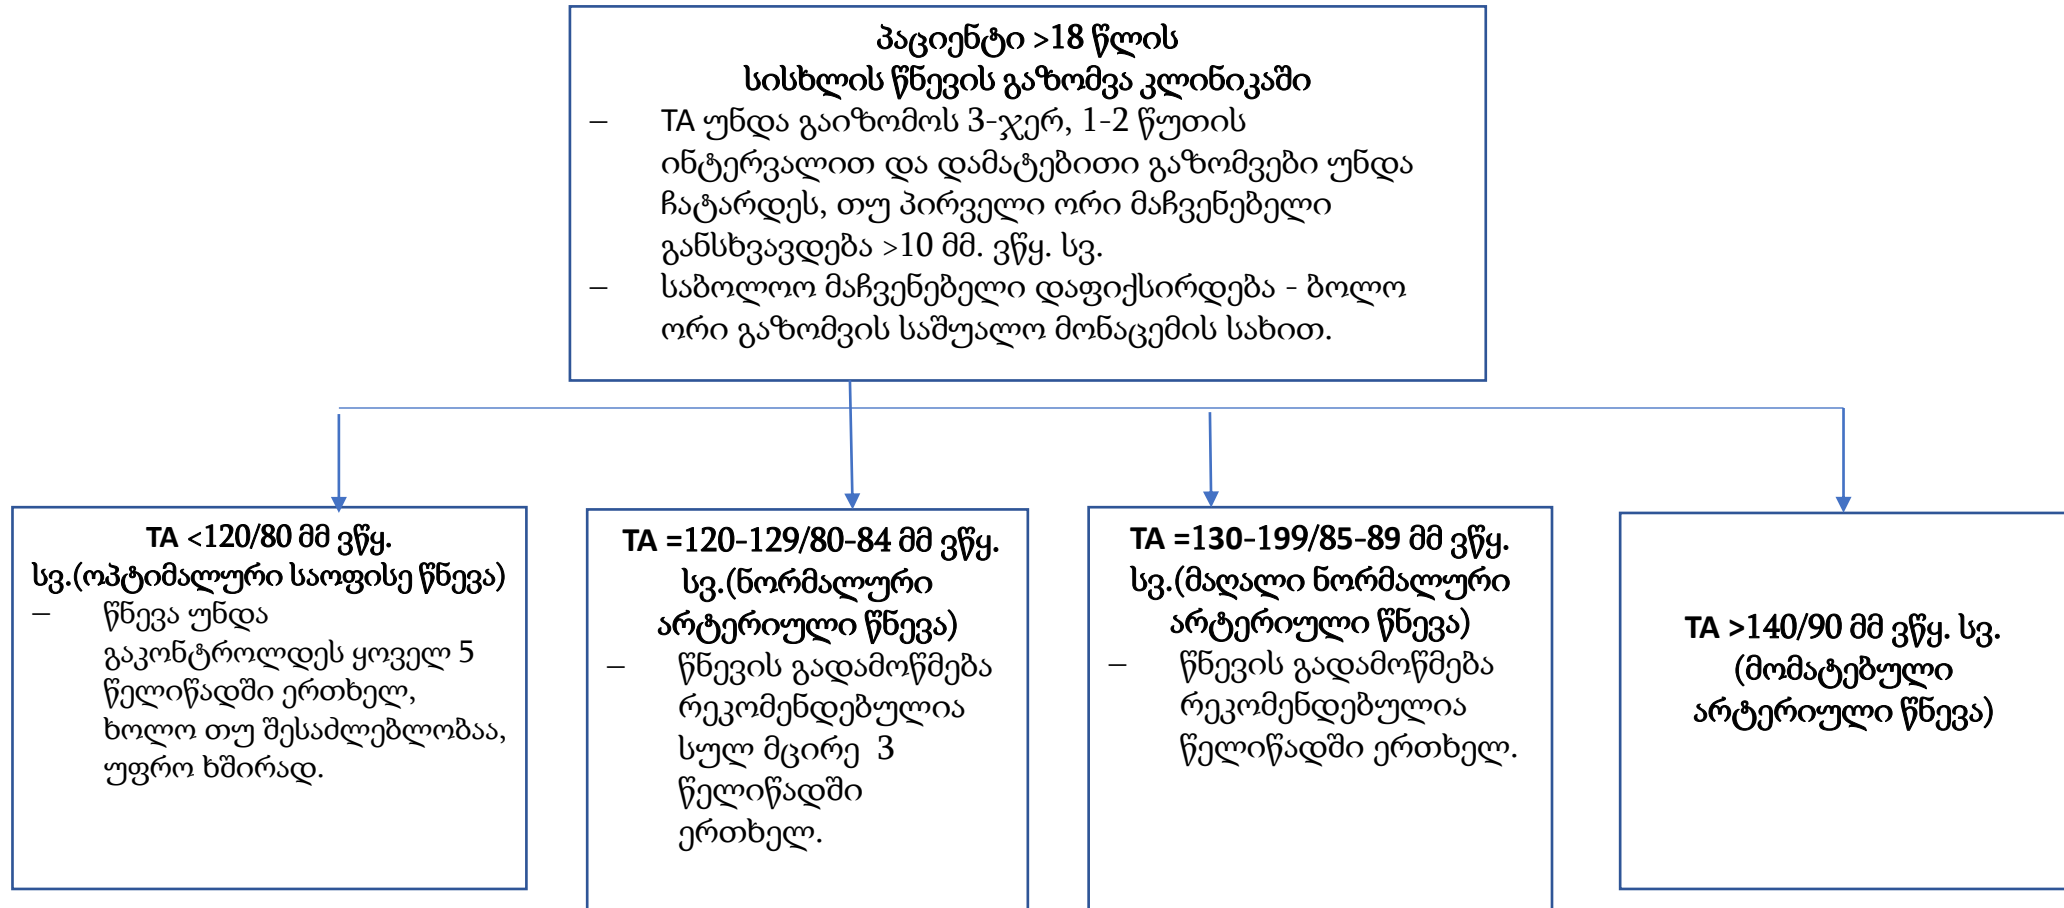 პაციენტი >18 წლის
სისხლის წნევის გაზომვა კლინიკაში
– TA უნდა გაიზომოს 3-ჯერ, 1-2 წუთის
ინტერვალით და დამატებითი გაზომვები უნდა
ჩატარდეს, თუ პირველი ორი მაჩვენებელი
განსხვავდება >10 მმ. ვწყ. სვ.
– საბოლოო მაჩვენებელი დაფიქსირდება - ბოლო
ორი გაზომვის საშუალო მონაცემის სახით.
TA <120/80 მმ ვწყ.
სვ.(ოპტიმალური საოფისე წნევა)
– წნევა უნდა
გაკონტროლდეს ყოველ 5
წელიწადში ერთხელ,
ხოლო თუ შესაძლებლობაა,
უფრო ხშირად.
TA =120-129/80-84 მმ ვწყ.
სვ.(ნორმალური
არტერიული წნევა)
– წნევის გადამოწმება
რეკომენდებულია
სულ მცირე 3
წელიწადში
ერთხელ.
TA =130-199/85-89 მმ ვწყ.
სვ.(მაღალი ნორმალური
არტერიული წნევა)
– წნევის გადამოწმება
რეკომენდებულია
წელიწადში ერთხელ.
TA >140/90 მმ ვწყ. სვ.
(მომატებული
არტერიული წნევა)